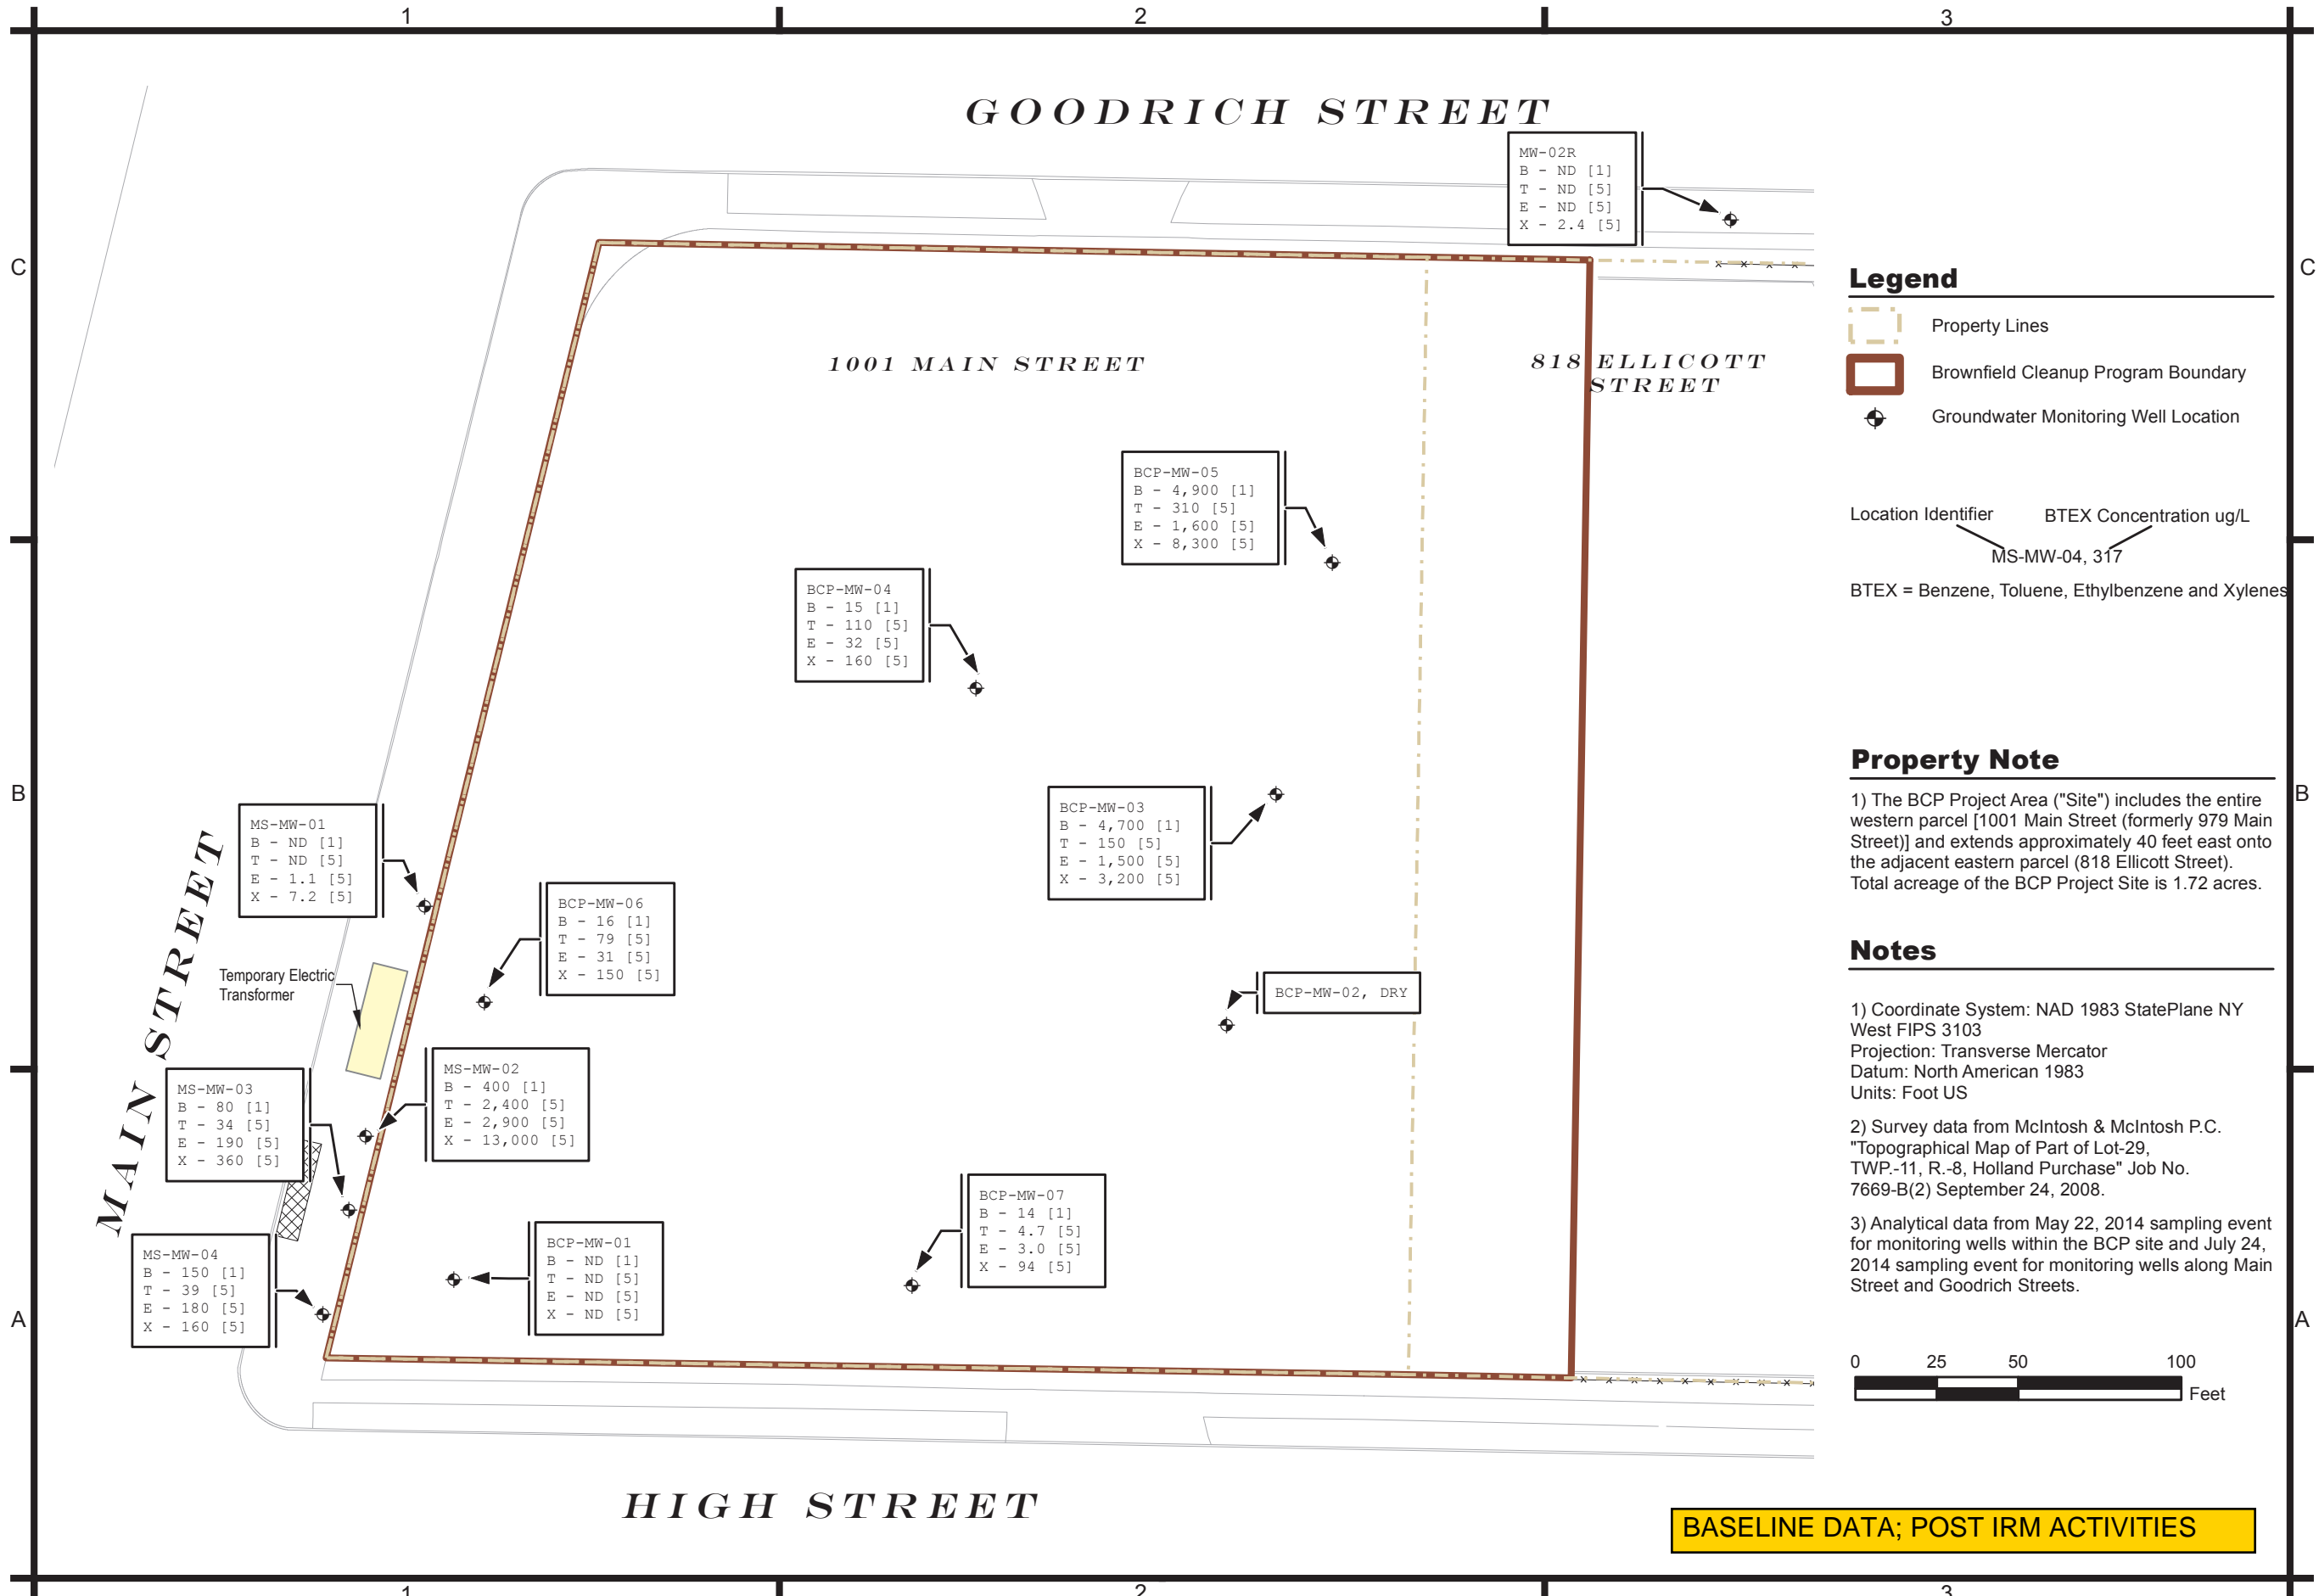 1
2
3
GOODRICH STREET
MW-02R
B - ND [1]
T - ND [5]
E - ND [5]
X - 2.4 [5]
C
C
1001 MAIN STREET
818 ELLICOTT
STREET
BCP-MW-05
B - 4,900 [1]
T - 310 [5]
E - 1,600 [5]
X - 8,300 [5]
BCP-MW-04
B - 15 [1]
T - 110 [5]
E - 32 [5]
X - 160 [5]
B
B
BCP-MW-03
B - 4,700 [1]
T - 150 [5]
E - 1,500 [5]
X - 3,200 [5]
MS-MW-01
B - ND [1]
T - ND [5]
E - 1.1 [5]
X - 7.2 [5]
BCP-MW-06
B - 16 [1]
T - 79 [5]
E - 31 [5]
X - 150 [5]
MAIN STREET
Temporary Electric
Transformer
BCP-MW-02, DRY
MS-MW-02
B - 400 [1]
T - 2,400 [5]
E - 2,900 [5]
X - 13,000 [5]
MS-MW-03
B - 80 [1]
T - 34 [5]
E - 190 [5]
X - 360 [5]
BCP-MW-07
B - 14 [1]
T - 4.7 [5]
E - 3.0 [5]
X - 94 [5]
MS-MW-04
B - 150 [1]
T - 39 [5]
E - 180 [5]
X - 160 [5]
BCP-MW-01
B - ND [1]
T - ND [5]
E - ND [5]
X - ND [5]
A
A
HIGH STREET
Legend
Property Lines
Brownfield Cleanup Program Boundary
Groundwater Monitoring Well Location
Location Identifier
BTEX Concentration ug/L
MS-MW-04, 317
BTEX = Benzene, Toluene, Ethylbenzene and Xylenes
Property Note
1) The BCP Project Area ("Site") includes the entire
western parcel [1001 Main Street (formerly 979 Main
Street)] and extends approximately 40 feet east onto
the adjacent eastern parcel (818 Ellicott Street).
Total acreage of the BCP Project Site is 1.72 acres.
Notes
1) Coordinate System: NAD 1983 StatePlane NY
West FIPS 3103
Projection: Transverse Mercator
Datum: North American 1983
Units: Foot US
2) Survey data from McIntosh & McIntosh P.C.
"Topographical Map of Part of Lot-29,
TWP.-11, R.-8, Holland Purchase" Job No.
7669-B(2) September 24, 2008.
3) Analytical data from May 22, 2014 sampling event
for monitoring wells within the BCP site and July 24,
2014 sampling event for monitoring wells along Main
Street and Goodrich Streets.
0 25 50 100
Feet
BASELINE DATA; POST IRM ACTIVITIES
1
2
3